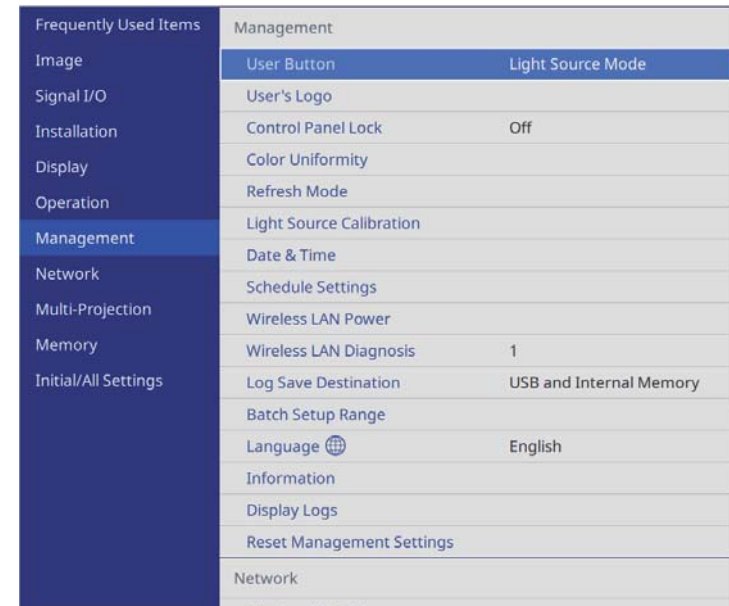 Frequently Used Items
Image
Signal I/O
Installation
Display
Operation
Management
Network
Multi-Projection
Memory
Initial/All Settings
Management
User Button Light Source Mode
User's Logo
Control Panel Lock Off
Color Uniformity
Refresh Mode
Light Source Calibration
Date & Time
Schedule Settings
Wireless LAN Power
Wireless LAN Diagnosis 1
Log Save Destination USB and Internal Memory
Batch Setup Range
Language English
Information
Display Logs
Reset Management Settings
Network